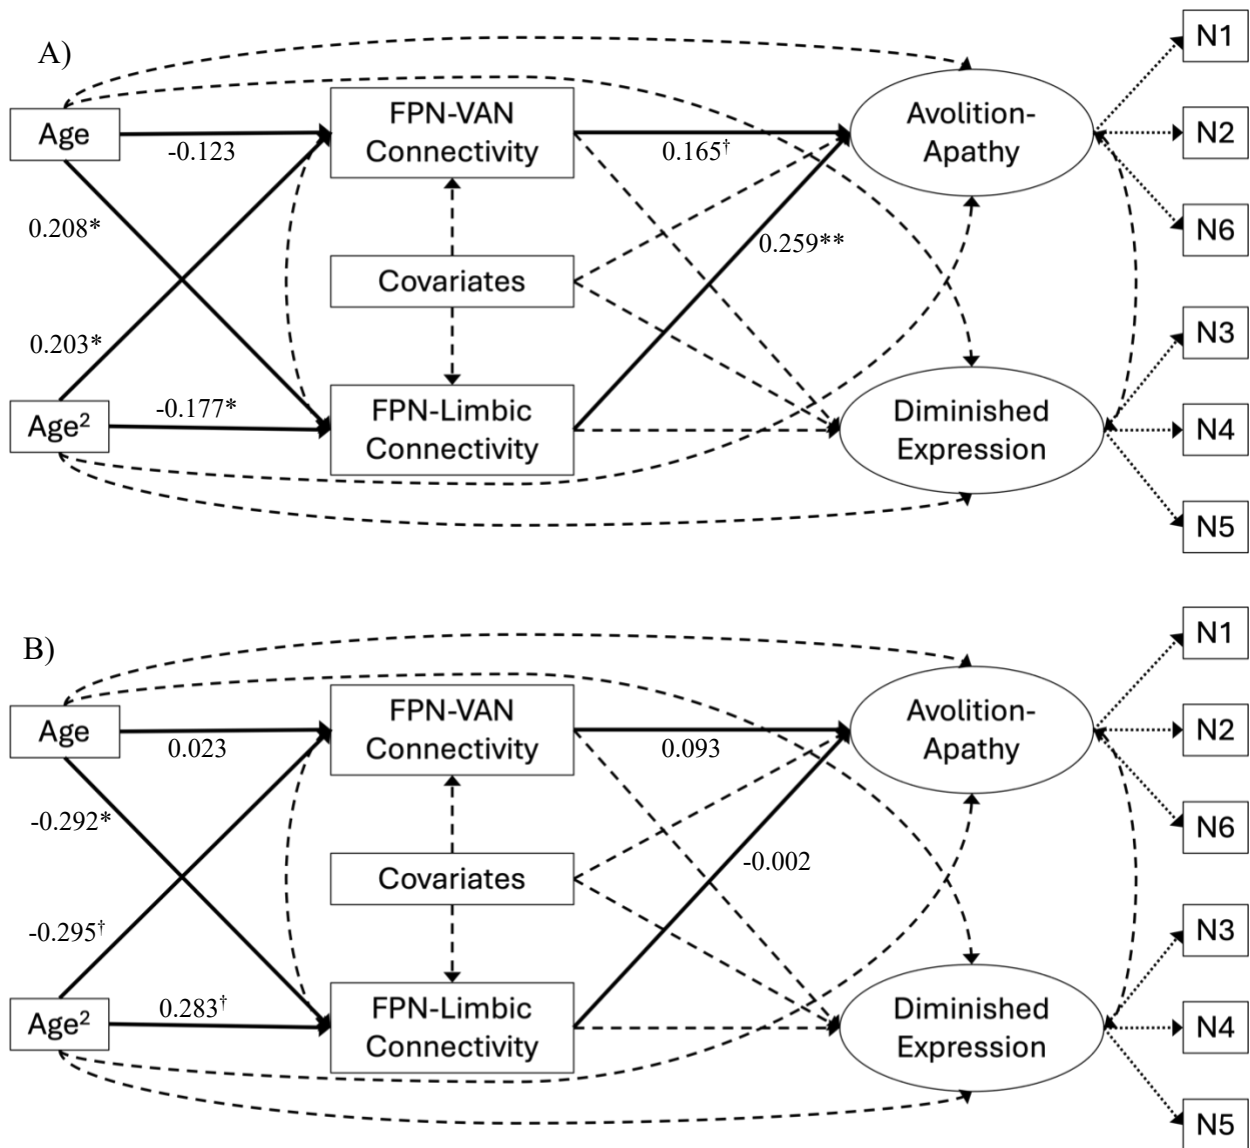 A)
N1
FPN-VAN
Connectivity
Avolition-
Apathy
Age
-0.123
0.165†
N2
0.208*
N6
0.259**
Covariates
0.203*
N3
-0.177*
Age²
FPN-Limbic
Connectivity
Diminished
Expression
N4
N5
B)
N1
FPN-VAN
Connectivity
Avolition-
Apathy
Age
0.023
0.093
N2
-0.292*
N6
-0.002
Covariates
-0.295†
N3
0.283†
Age²
FPN-Limbic
Connectivity
Diminished
Expression
N4
N5